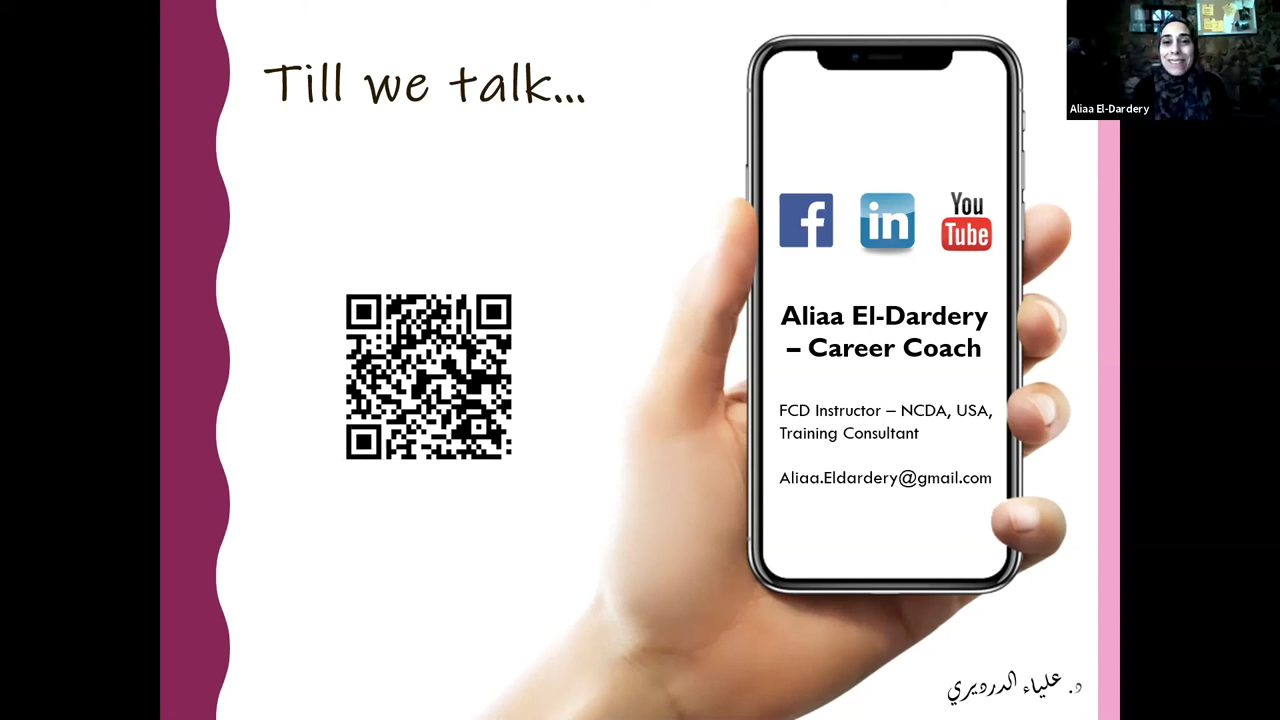 Till we talk...
Aliaa El-Dardery
f
in
You
Tube
Aliaa El-Dardery
– Career Coach
FCD Instructor – NCDA, USA,
Training Consultant
Aliaa.Eldardery@gmail.com
د. علياء الدرديري